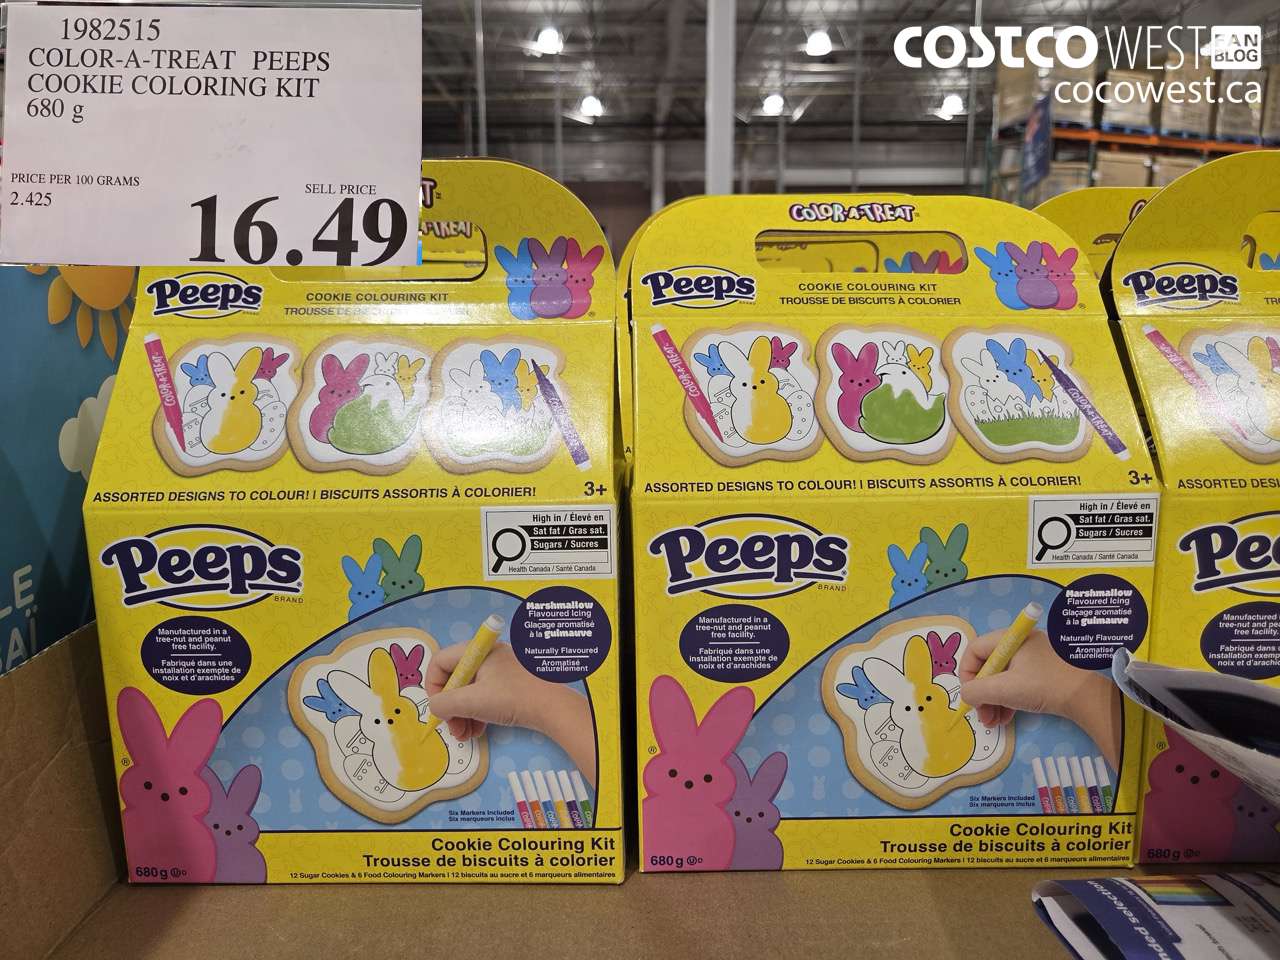 1982515
COLOR-A-TREAT PEEPS
COOKIE COLORING KIT
680 g
PRICE PER 100 GRAMS
2.425
SELL PRICE
16.49
COSTCO WEST
FAN
BLOG
cocowest.ca
Peeps
COOKIE COLOURING KIT
COLOR-A-TREAT
ASSORTED DESIGNS TO COLOUR! | BISCUITS ASSORTIS À COLORIER!
3+
High in / Élevé en
Sat fat / Gras sat.
Sugars / Sucres
Health Canada / Santé Canada
Peeps
BRAND
Manufactured in a
tree-nut and peanut
free facility.
Fabriqué dans une
installation exempte de
noix et d'arachides
Marshmallow
Flavoured Icing
Glaçage aromatisé
à la guimauve
Naturally Flavoured
Aromatisé
naturellement
Six Markers Included
Six marqueurs inclus
Cookie Colouring Kit
Trousse de biscuits à colorier
680g
12 Sugar Cookies & 6 Food Colouring Markers | 12 biscuits au sucre et 6 marqueurs alimentaires
COLOR-A-TREAT
Peeps
COOKIE COLOURING KIT
TROUSSE DE BISCUITS À COLORIER
COLOR-A-TREAT
COLOR-A-TREAT
ASSORTED DESIGNS TO COLOUR! | BISCUITS ASSORTIS À COLORIER!
3+
High in / Élevé en
Sat fat / Gras sat.
Sugars / Sucres
Health Canada / Santé Canada
Peeps
BRAND
Manufactured in a
tree-nut and peanut
free facility.
Fabriqué dans une
installation exempte de
noix et d'arachides
Marshmallow
Flavoured Icing
Glaçage aromatisé
à la guimauve
Naturally Flavoured
Aromatisé
naturellement
Six Markers Included
Six marqueurs inclus
Cookie Colouring Kit
Trousse de biscuits à colorier
680g
12 Sugar Cookies & 6 Food Colouring Markers | 12 biscuits au sucre et 6 marqueurs alimentaires
Peeps
ASSORTED
680g